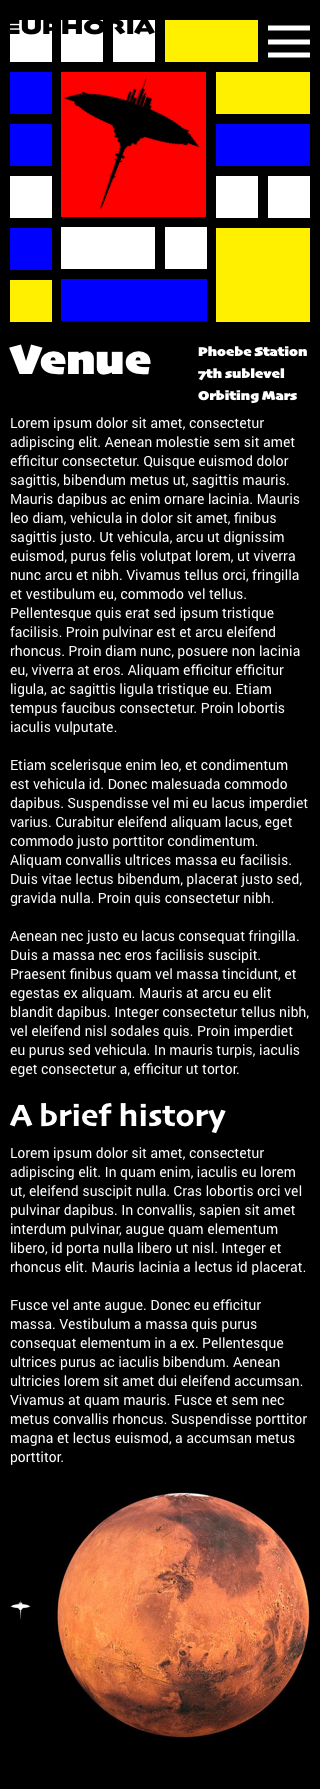 EUPHORIA
Venue
Phoebe Station
7th sublevel
Orbiting Mars
Lorem ipsum dolor sit amet, consectetur
adipiscing elit. Aenean molestie sem sit amet
efficitur consectetur. Quisque euismod dolor
sagittis, bibendum metus ut, sagittis mauris.
Mauris dapibus ac enim ornare lacinia. Mauris
leo diam, vehicula in dolor sit amet, finibus
sagittis justo. Ut vehicula, arcu ut dignissim
euismod, purus felis volutpat lorem, ut viverra
nunc arcu et nibh. Vivamus tellus orci, fringilla
et vestibulum eu, commodo vel tellus.
Pellentesque quis erat sed ipsum tristique
facilisis. Proin pulvinar est et arcu eleifend
rhoncus. Proin diam nunc, posuere non lacinia
eu, viverra at eros. Aliquam efficitur efficitur
ligula, ac sagittis ligula tristique eu. Etiam
tempus faucibus consectetur. Proin lobortis
iaculis vulputate.
Etiam scelerisque enim leo, et condimentum
est vehicula id. Donec malesuada commodo
dapibus. Suspendisse vel mi eu lacus imperdiet
varius. Curabitur eleifend aliquam lacus, eget
commodo justo porttitor condimentum.
Aliquam convallis ultrices massa eu facilisis.
Duis vitae lectus bibendum, placerat justo sed,
gravida nulla. Proin quis consectetur nibh.
Aenean nec justo eu lacus consequat fringilla.
Duis a massa nec eros facilisis suscipit.
Praesent finibus quam vel massa tincidunt, et
egestas ex aliquam. Mauris at arcu eu elit
blandit dapibus. Integer consectetur tellus nibh,
vel eleifend nisl sodales quis. Proin imperdiet
eu purus sed vehicula. In mauris turpis, iaculis
eget consectetur a, efficitur ut tortor.
A brief history
Lorem ipsum dolor sit amet, consectetur
adipiscing elit. In quam enim, iaculis eu lorem
ut, eleifend suscipit nulla. Cras lobortis orci vel
pulvinar dapibus. In convallis, sapien sit amet
interdum pulvinar, augue quam elementum
libero, id porta nulla libero ut nisl. Integer et
rhoncus elit. Mauris lacinia a lectus id placerat.
Fusce vel ante augue. Donec eu efficitur
massa. Vestibulum a massa quis purus
consequat elementum in a ex. Pellentesque
ultrices purus ac iaculis bibendum. Aenean
ultricies lorem sit amet dui eleifend accumsan.
Vivamus at quam mauris. Fusce et sem nec
metus convallis rhoncus. Suspendisse porttitor
magna et lectus euismod, a accumsan metus
porttitor.